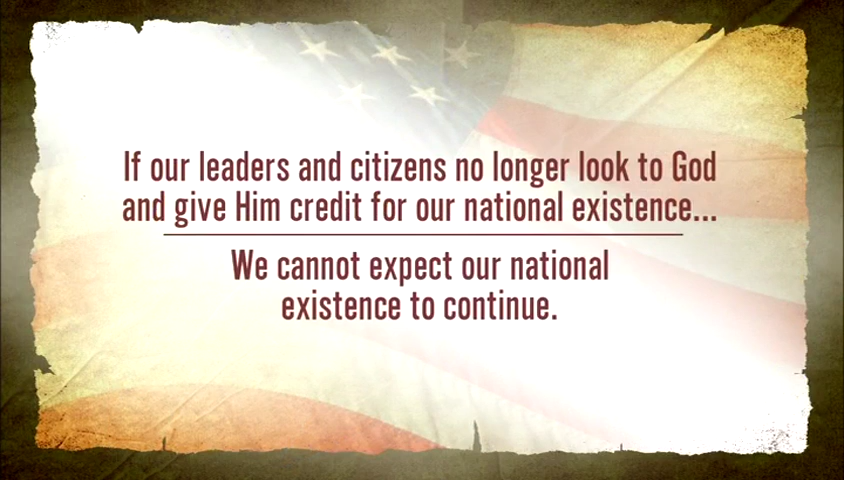 If our leaders and citizens no longer look to God
and give Him credit for our national existence...
We cannot expect our national
existence to continue.